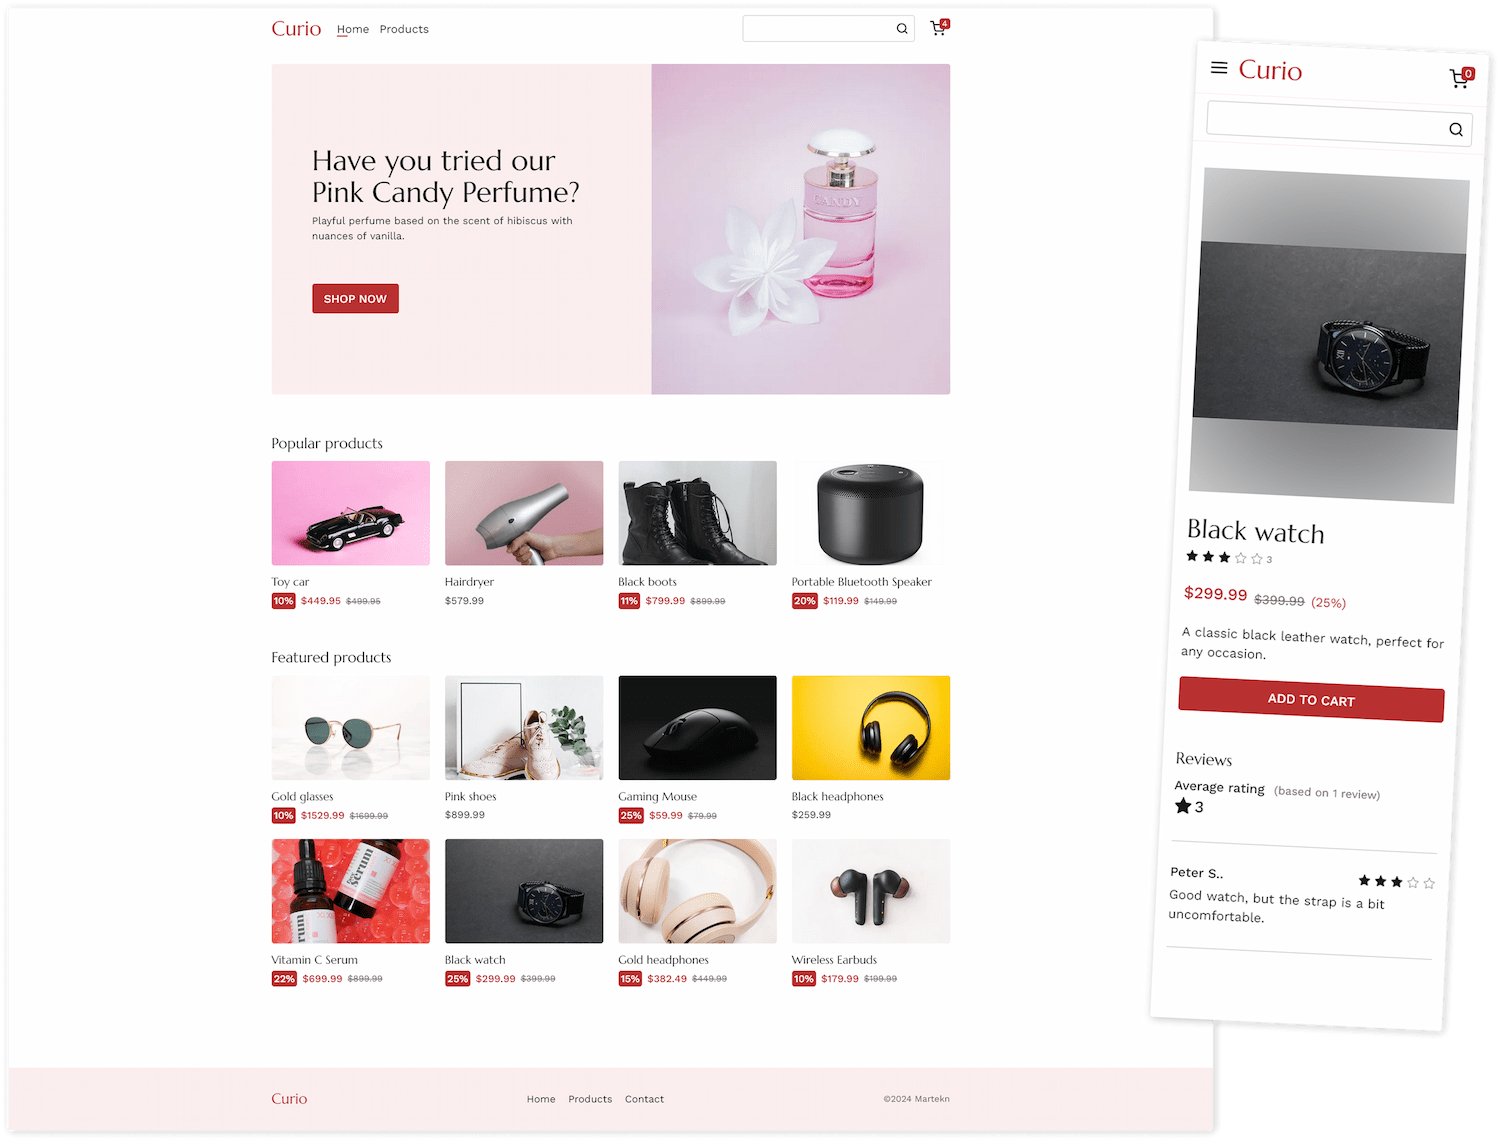 Curio
Home Products
4
Have you tried our
Pink Candy Perfume?
Playful perfume based on the scent of hibiscus with
nuances of vanilla.
SHOP NOW
CANDY
Popular products
Toy car
10% $449.95 $499.95
Hairdryer
$579.99
Black boots
11% $799.99 $899.99
Portable Bluetooth Speaker
20% $119.99 $149.99
Featured products
Gold glasses
10% $1529.99 $1699.99
Pink shoes
$899.99
Gaming Mouse
25% $59.99 $79.99
Black headphones
$259.99
serum
Vitamin C Serum
22% $699.99 $899.99
Black watch
25% $299.99 $399.99
Gold headphones
15% $382.49 $449.99
Wireless Earbuds
10% $179.99 $199.99
Curio
Home Products Contact
©2024 Martekn
Curio
0
XII
Black watch
3
$299.99 $399.99 (25%)
A classic black leather watch, perfect for
any occasion.
ADD TO CART
Reviews
Average rating (based on 1 review)
3
Peter S..
Good watch, but the strap is a bit
uncomfortable.